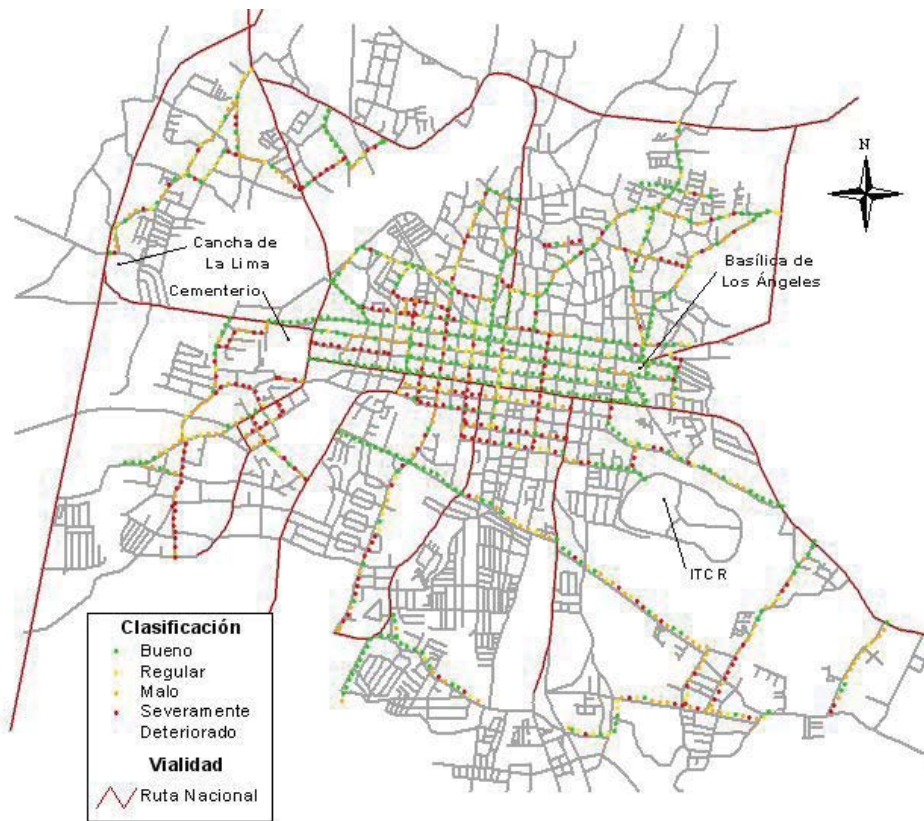 N
Cancha de
La Lima
Cementerio
Basílica de
Los Ángeles
ITCR
Clasificación
Bueno
Regular
Malo
Severamente
Deteriorado
Vialidad
Ruta Nacional